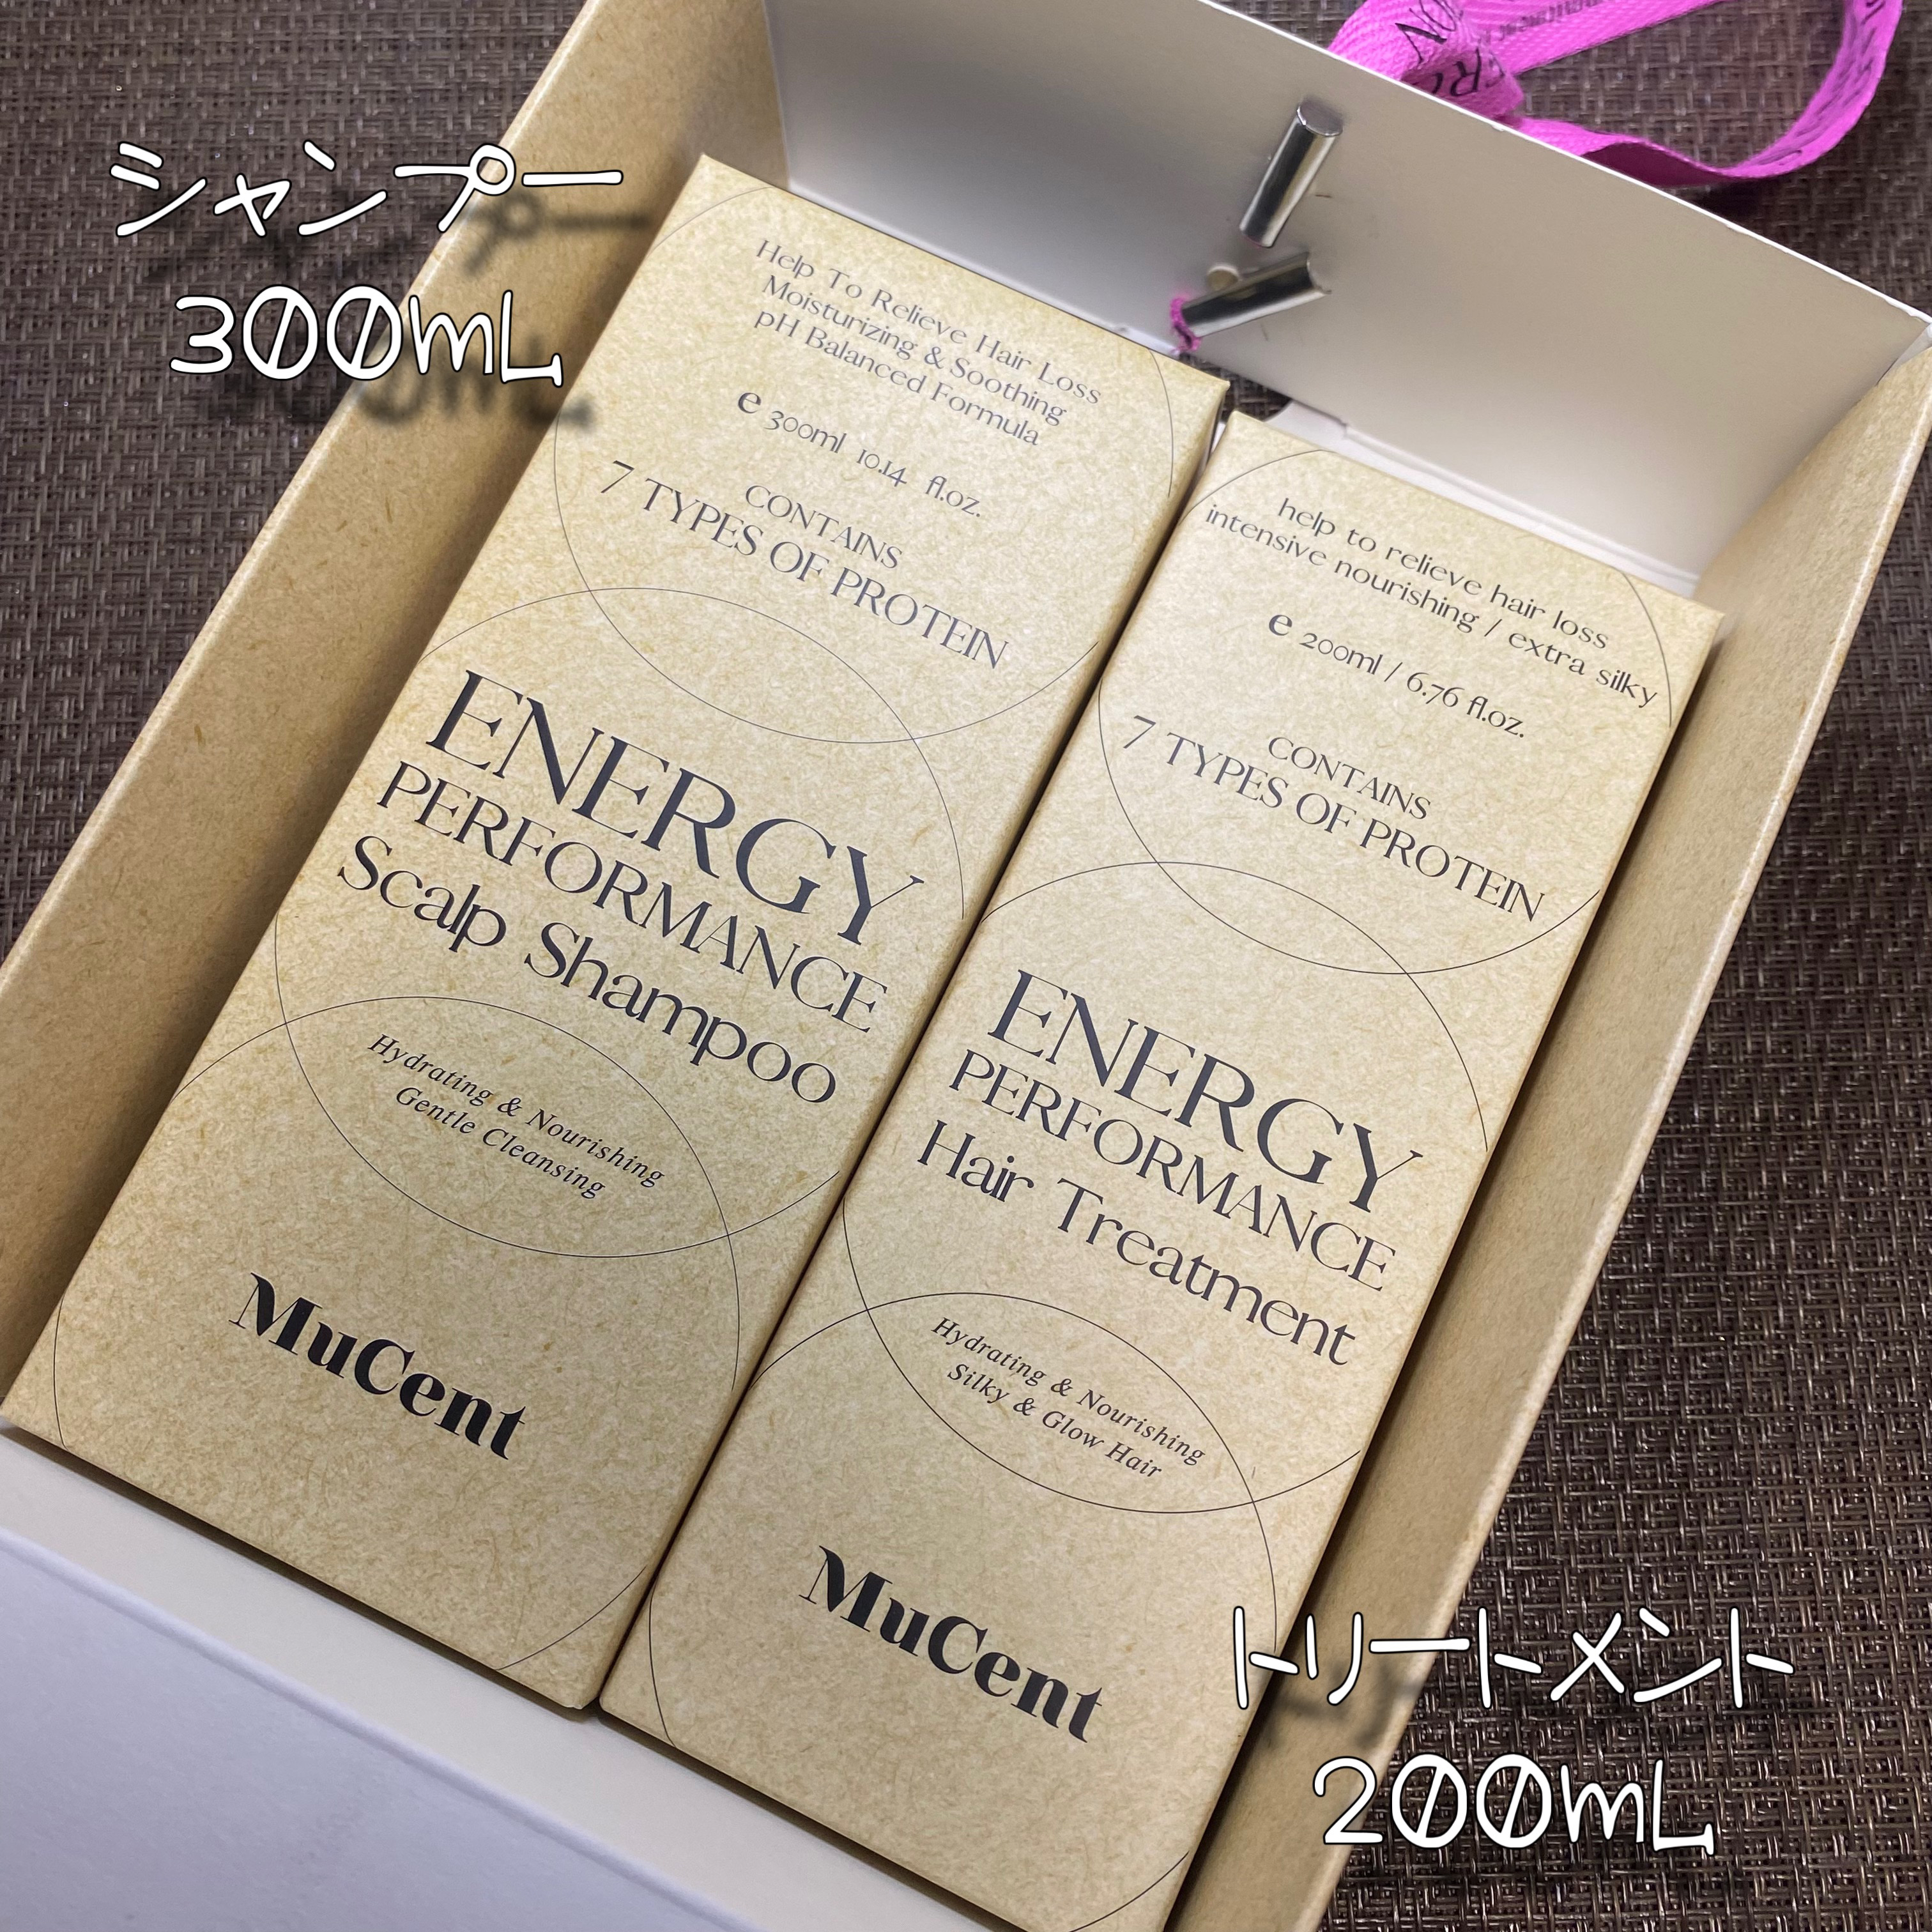 シャンプー
300mL
Help To Relieve Hair Loss
Moisturizing & Soothing
pH Balanced Formula
e 300ml 10.14 fl.oz.
CONTAINS
7 TYPES OF PROTEIN
ENERGY
PERFORMANCE
Scalp Shampoo
Hydrating & Nourishing
Gentle Cleansing
MuCent
help to relieve hair loss
intensive nourishing / extra silky
e 200ml / 6.76 fl.oz.
CONTAINS
7 TYPES OF PROTEIN
ENERGY
PERFORMANCE
Hair Treatment
Hydrating & Nourishing
Silky & Glow Hair
MuCent
トリートメント
200mL